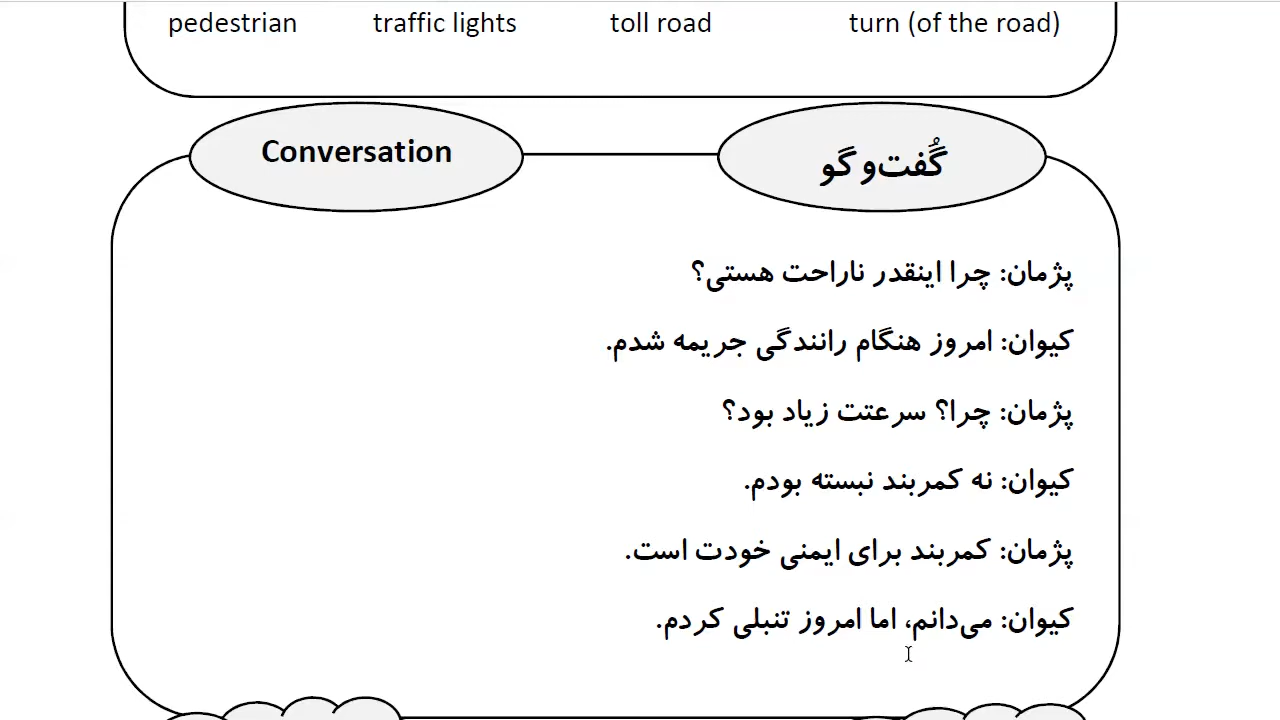 pedestrian traffic lights toll road turn (of the road)
Conversation
گُفت‌و گو
پژمان: چرا اینقدر ناراحت هستی؟
کیوان: امروز هنگام رانندگی جریمه شدم.
پژمان: چرا؟ سرعتت زیاد بود؟
کیوان: نه کمربند نبسته بودم.
پژمان: کمربند برای ایمنی خودت است.
کیوان: می‌دانم، اما امروز تنبلی کردم.